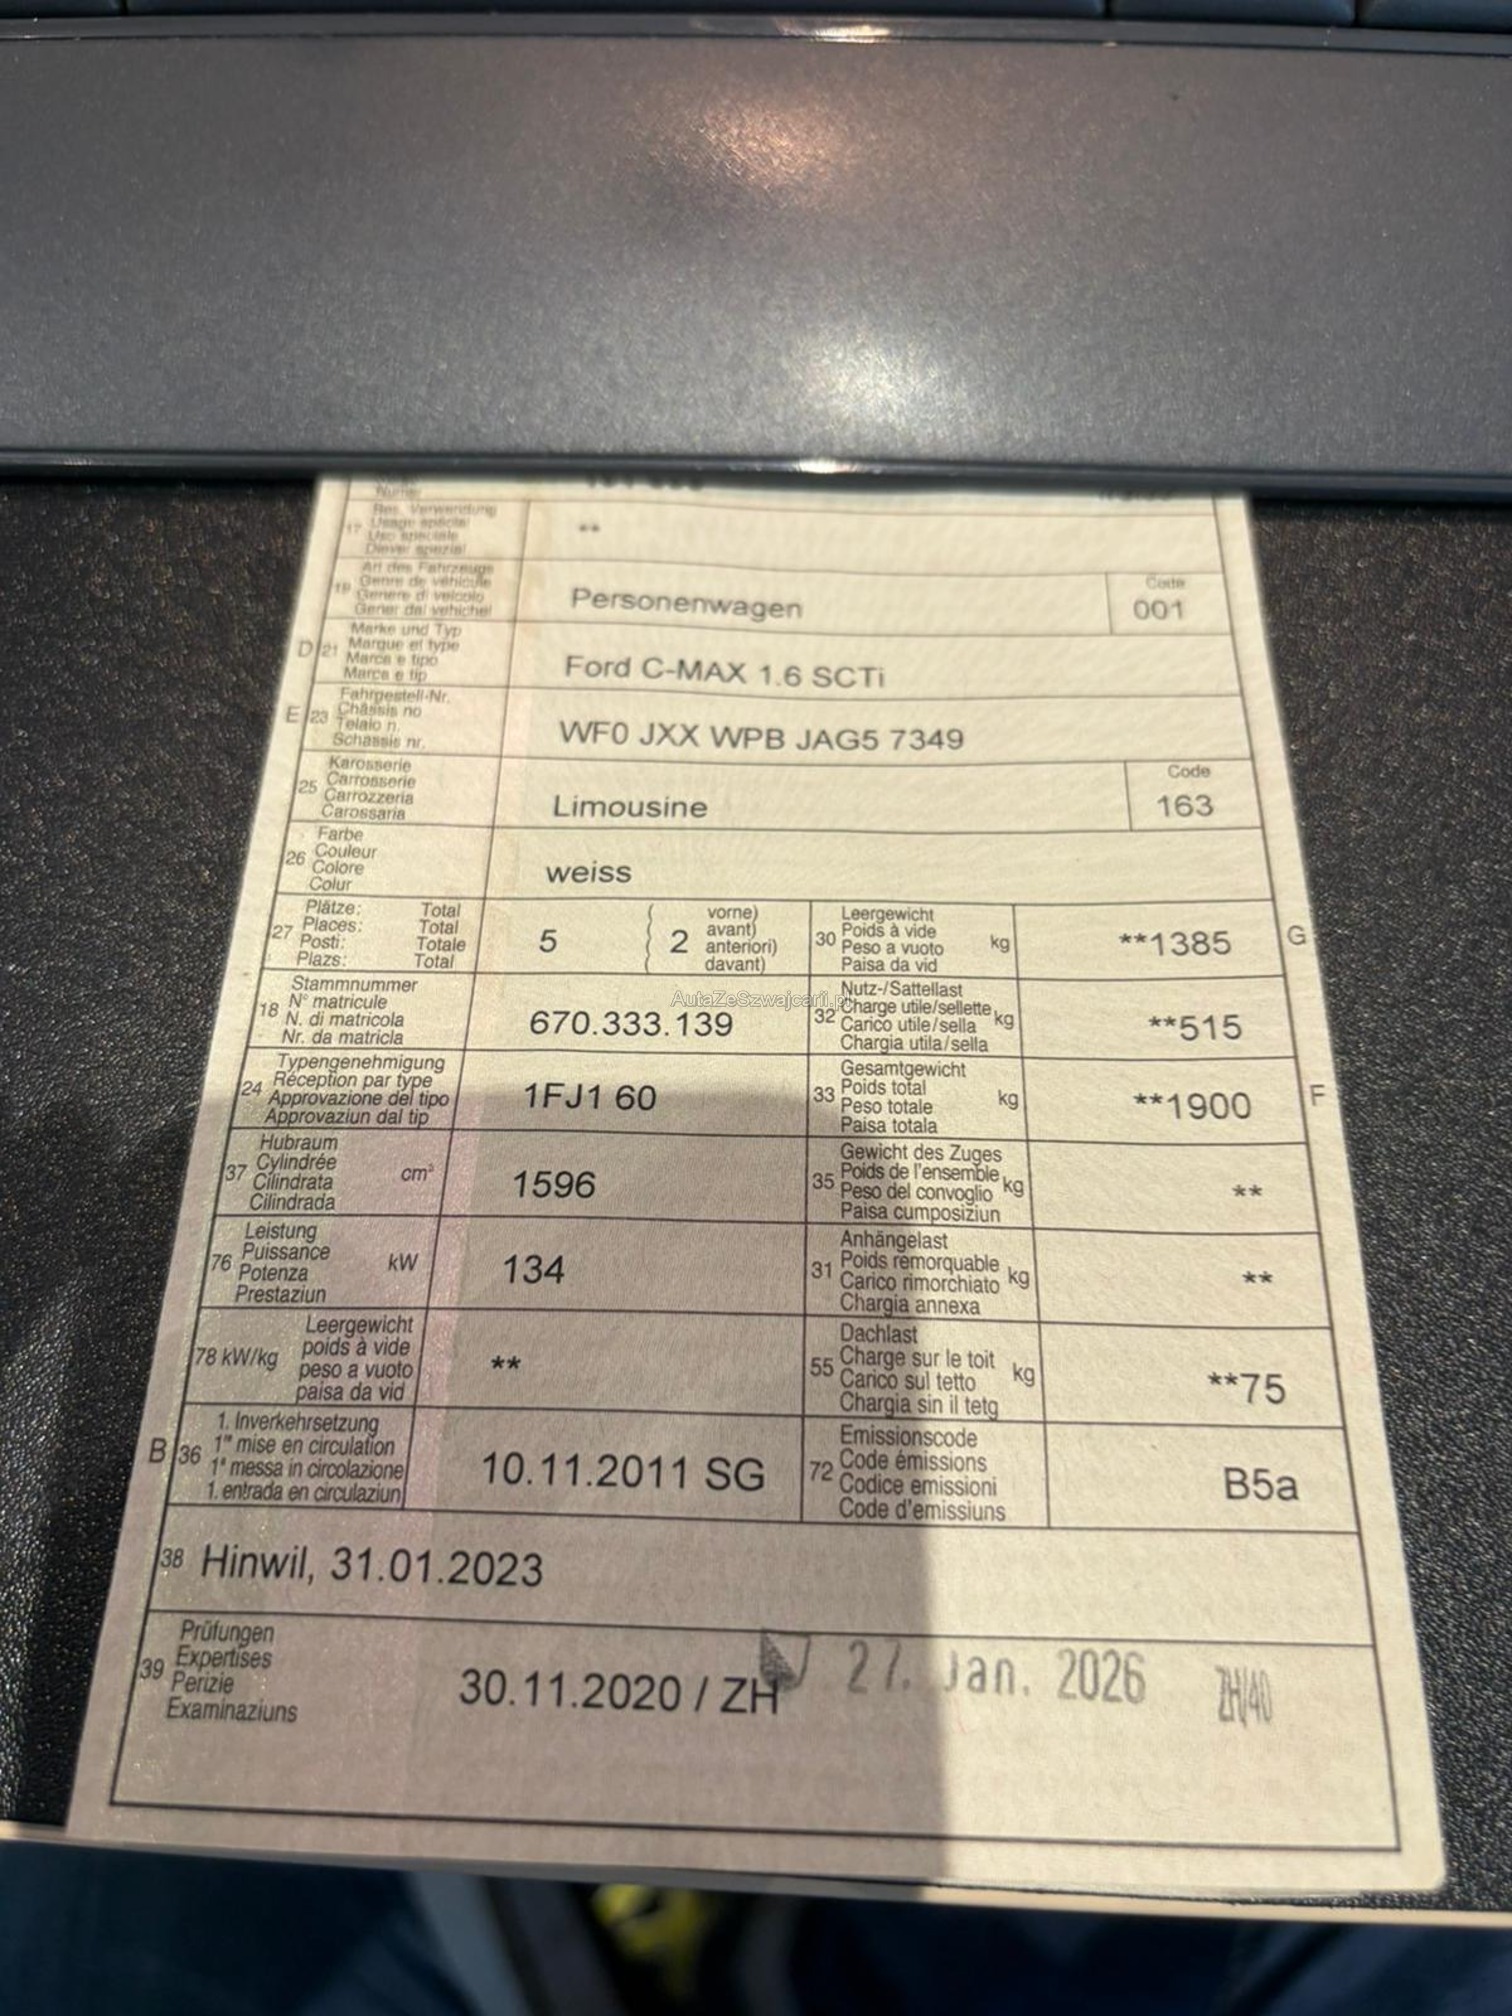 Numer
Bes. Verwendung
17 Usage spécial **
Uso speciale
Diever spezial
Art des Fahrzeugs Code
19 Genre de véhicule Personenwagen 001
Genere di veicolo
Gener dal vehichel
Marke und Typ
D 21 Marque et type Ford C-MAX 1.6 SCTi
Marca e tipo
Marca e tip
Fahrgestell-Nr.
E 23 Châssis no WF0 JXX WPB JAG5 7349
Telaio n.
Schassis nr.
Karosserie Code
25 Carrosserie Limousine 163
Carrozzeria
Carossaria
Farbe
26 Couleur weiss
Colore
Colur
Plätze: Total vorne) Leergewicht
27 Places: Total 5 ( 2 avant) 30 Poids à vide kg **1385 G
Posti: Totale anteriori) Peso a vuoto
Plazs: Total davant) Paisa da vid
Stammnummer Nutz-/Sattellast
18 N° matricule 670.333.139 32 Charge utile/sellette kg **515
N. di matricola Carico utile/sella
Nr. da matricla Chargia utila/sella
AutaZeSzwajcarii.pl
Typengenehmigung Gesamtgewicht
24 Réception par type 1FJ1 60 33 Poids total kg **1900 F
Approvazione del tipo Peso totale
Approvaziun dal tip Paisa totala
Hubraum Gewicht des Zuges
37 Cylindrée cm³ 1596 35 Poids de l'ensemble kg **
Cilindrata Peso del convoglio
Cilindrada Paisa cumposiziun
Leistung Anhängelast
76 Puissance kW 134 31 Poids remorquable kg **
Potenza Carico rimorchiato
Prestaziun Chargia annexa
Leergewicht Dachlast
78 kW/kg poids à vide ** 55 Charge sur le toit kg **75
peso a vuoto Carico sul tetto
paisa da vid Chargia sin il tetg
1. Inverkehrsetzung Emissionscode
B 36 1re mise en circulation 10.11.2011 SG 72 Code émissions B5a
1a messa in circolazione Codice emissioni
1. entrada en circulaziun Code d'emissiuns
38 Hinwil, 31.01.2023
Prüfungen
39 Expertises 30.11.2020 / ZH 27. Jan. 2026 ZH/40
Perizie
Examinaziuns